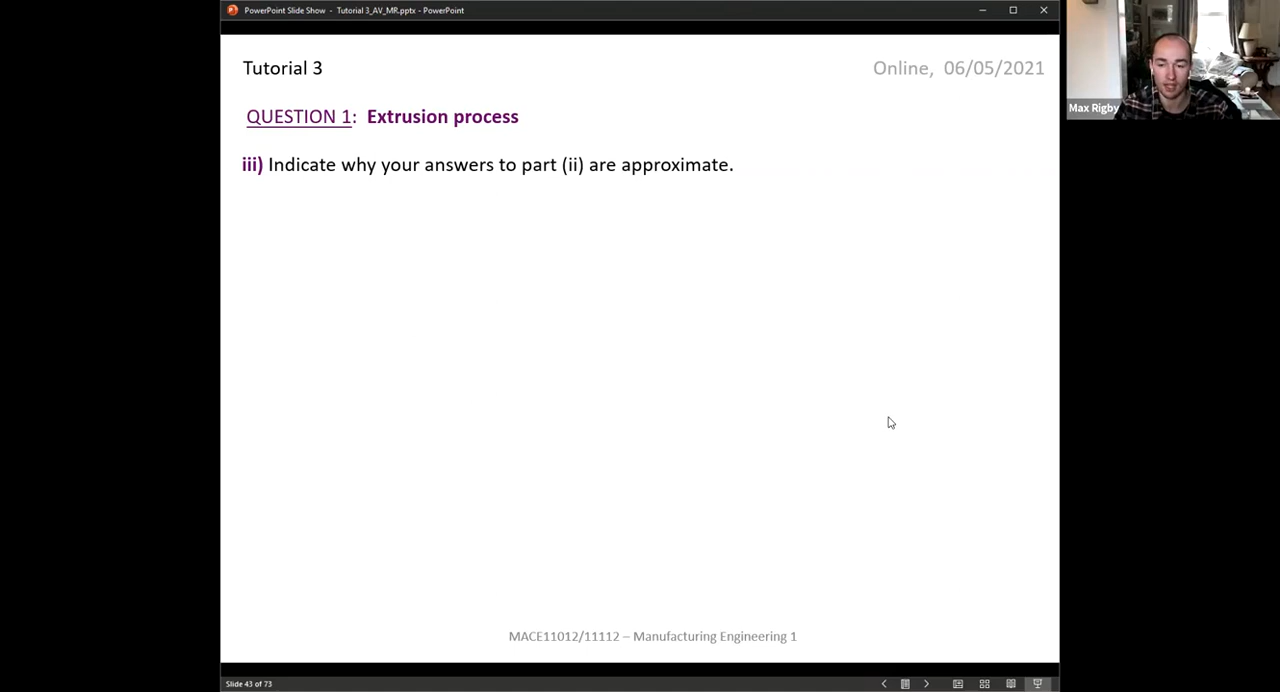 PowerPoint Slide Show - Tutorial 3_AV_MR.pptx - PowerPoint
Tutorial 3
Online, 06/05/2021
Max Rigby
QUESTION 1: Extrusion process
iii) Indicate why your answers to part (ii) are approximate.
MACE11012/11112 – Manufacturing Engineering 1
Slide 43 of 73